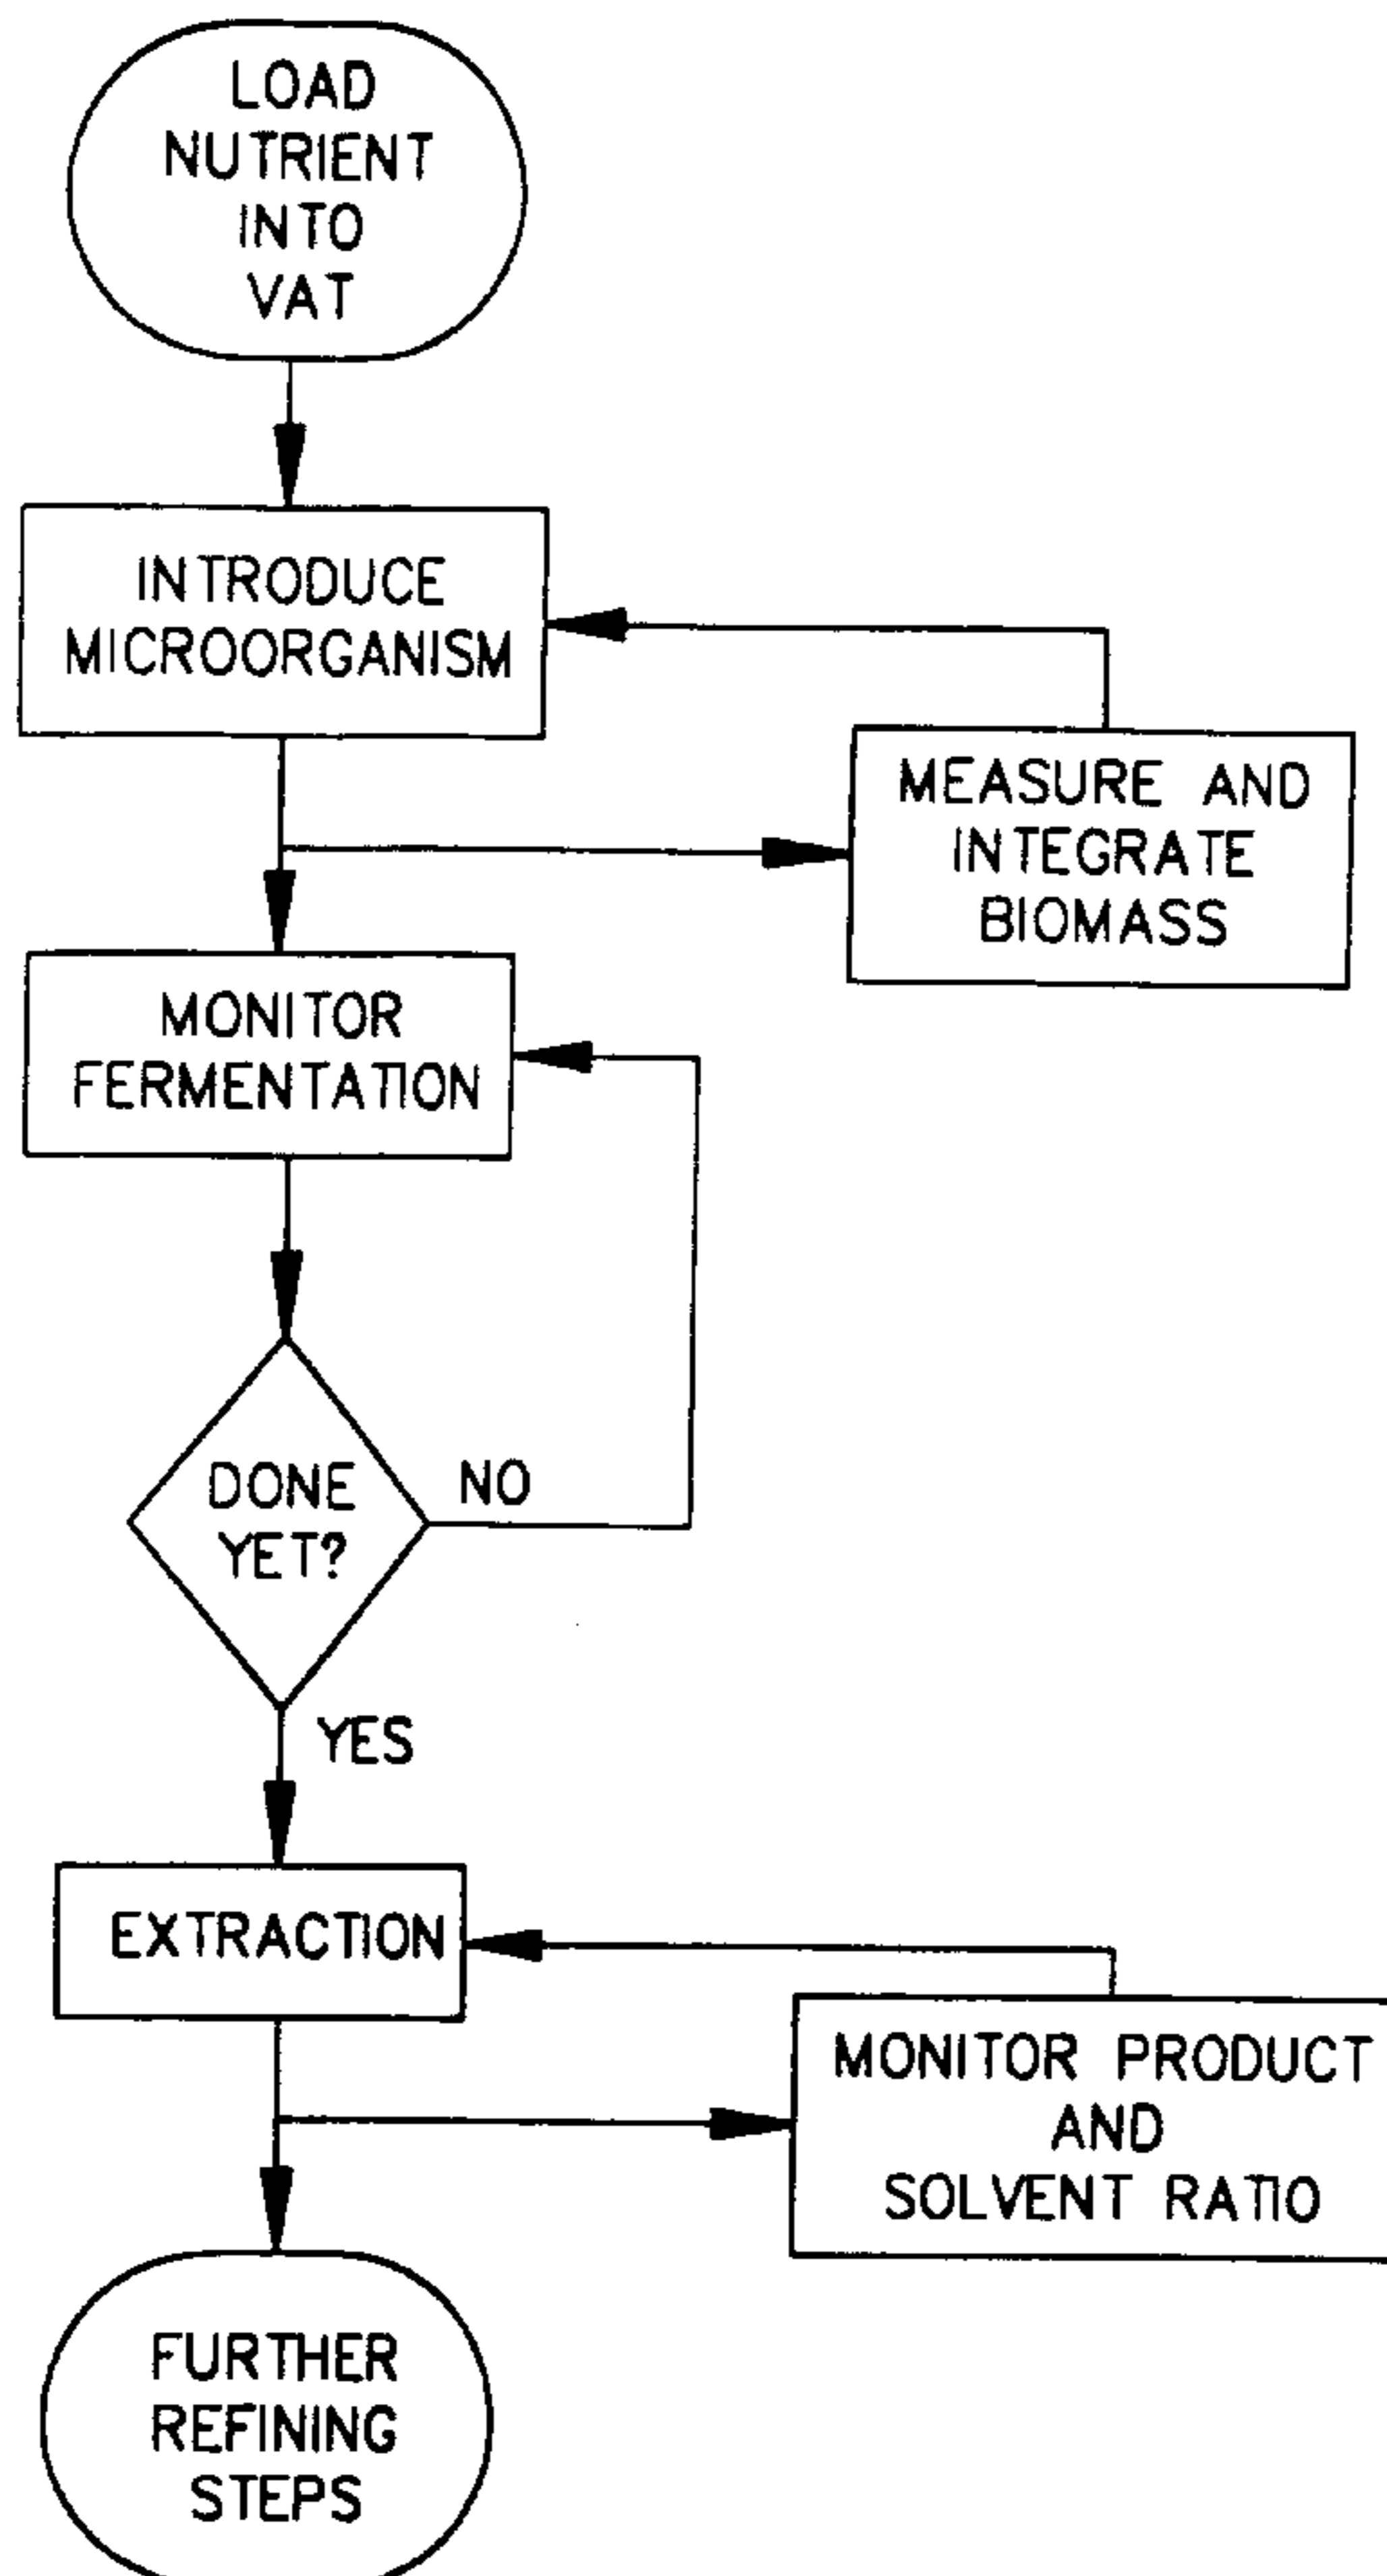 LOAD
NUTRIENT
INTO
VAT
INTRODUCE
MICROORGANISM
MEASURE AND
INTEGRATE
BIOMASS
MONITOR
FERMENTATION
DONE
YET?
NO
YES
EXTRACTION
MONITOR PRODUCT
AND
SOLVENT RATIO
FURTHER
REFINING
STEPS